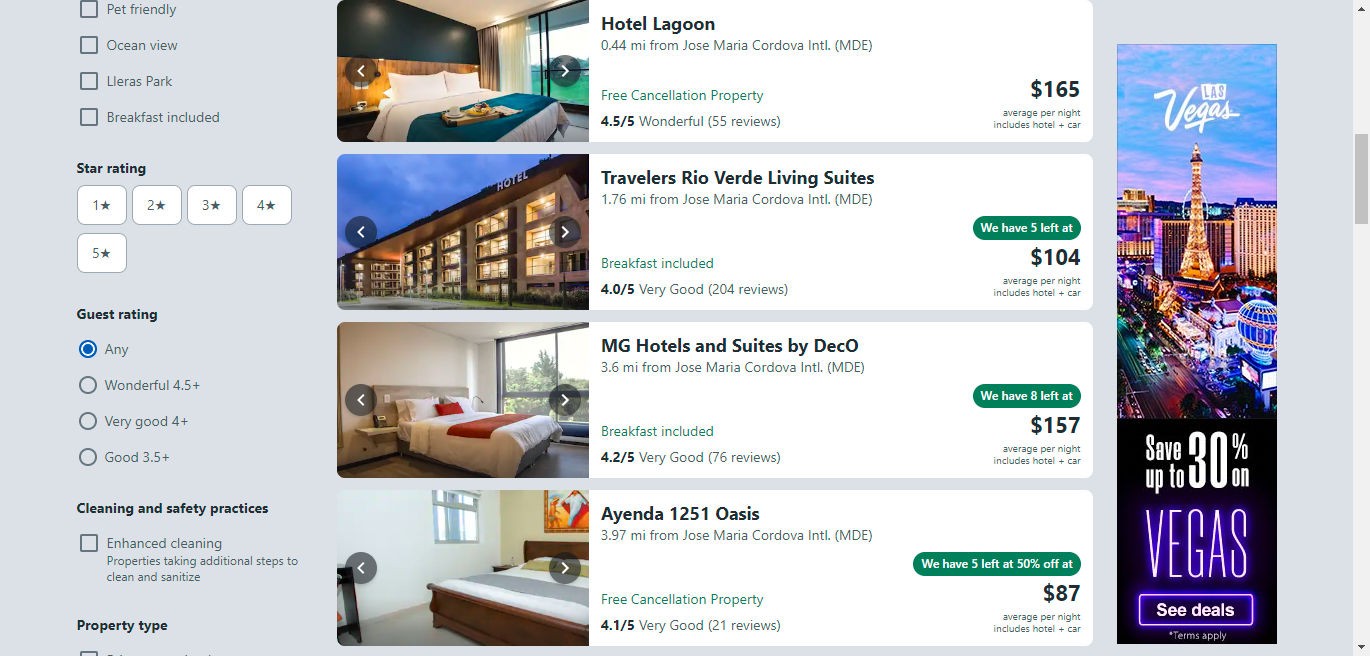 Pet friendly
Ocean view
Lleras Park
Breakfast included
Star rating
1★
2★
3★
4★
5★
Guest rating
Any
Wonderful 4.5+
Very good 4+
Good 3.5+
Cleaning and safety practices
Enhanced cleaning
Properties taking additional steps to
clean and sanitize
Property type
Hotel Lagoon
0.44 mi from Jose Maria Cordova Intl. (MDE)
Free Cancellation Property
4.5/5 Wonderful (55 reviews)
$165
average per night
includes hotel + car
HOTEL
Travelers Rio Verde Living Suites
1.76 mi from Jose Maria Cordova Intl. (MDE)
We have 5 left at
Breakfast included
4.0/5 Very Good (204 reviews)
$104
average per night
includes hotel + car
MG Hotels and Suites by DecO
3.6 mi from Jose Maria Cordova Intl. (MDE)
We have 8 left at
Breakfast included
4.2/5 Very Good (76 reviews)
$157
average per night
includes hotel + car
Ayenda 1251 Oasis
3.97 mi from Jose Maria Cordova Intl. (MDE)
We have 5 left at 50% off at
Free Cancellation Property
4.1/5 Very Good (21 reviews)
$87
average per night
includes hotel + car
LAS
Vegas
Save
up to 30% on
VEGAS
See deals
*Terms apply